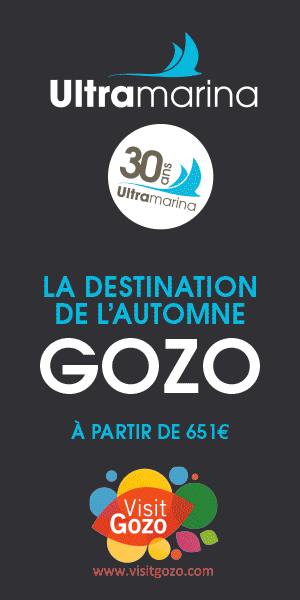 Ultramarina
30 ans
Ultramarina
LA DESTINATION
DE L'AUTOMNE
GOZO
À PARTIR DE 651€
Visit
Gozo
www.visitgozo.com